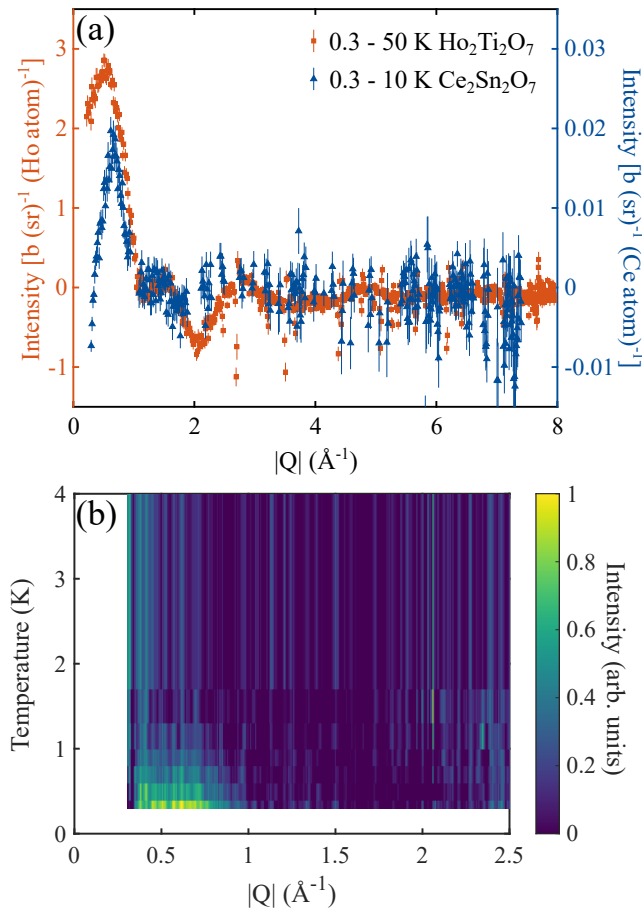 (a)
0.3 - 50 K Ho₂Ti₂O₇
0.3 - 10 K Ce₂Sn₂O₇
Intensity [b (sr)⁻¹ (Ho atom)⁻¹]
3
2
1
0
-1
Intensity [b (sr)⁻¹ (Ce atom)⁻¹]
0.03
0.02
0.01
0
-0.01
0 2 4 6 8
|Q| (Å⁻¹)
(b)
Temperature (K)
4
3
2
1
0
0 0.5 1 1.5 2 2.5
|Q| (Å⁻¹)
1
0.8
0.6
0.4
0.2
0
Intensity (arb. units)